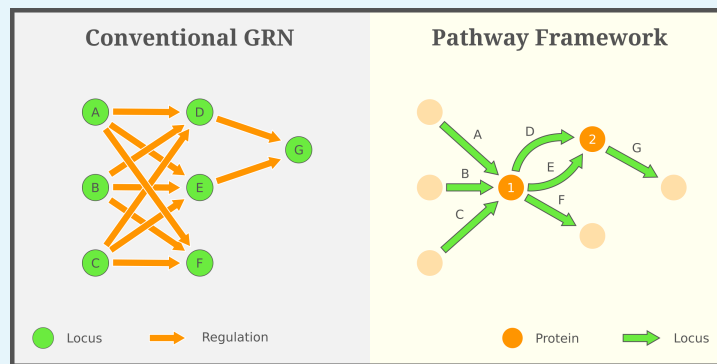 Conventional GRN
Pathway Framework
A
D
B
E
G
C
F
Locus
Regulation
A
D
2
G
B
E
1
C
F
Protein
Locus